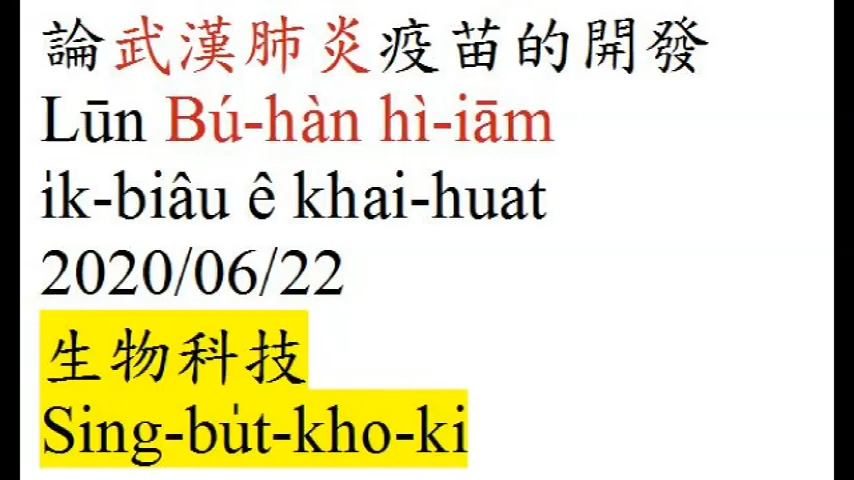 論武漢肺炎疫苗的開發
Lūn Bú-hàn hì-iām
i̍k-biâu ê khai-huat
2020/06/22
生物科技
Sing-bu̍t-kho-ki